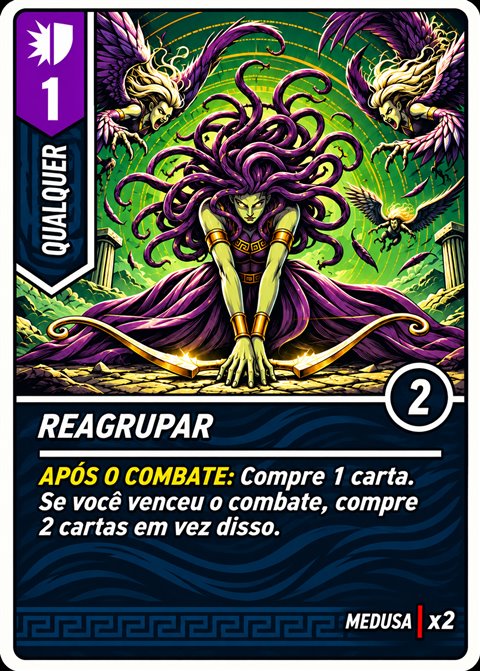 1
QUALQUER
2
REAGRUPAR
APÓS O COMBATE: Compre 1 carta.
Se você venceu o combate, compre
2 cartas em vez disso.
MEDUSA | x2